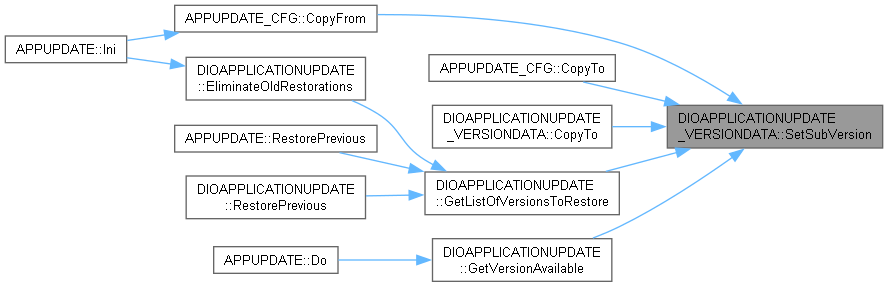 APPUPDATE_CFG::CopyFrom
APPUPDATE::Ini
DIOAPPLICATIONUPDATE
::EliminateOldRestorations
APPUPDATE_CFG::CopyTo
DIOAPPLICATIONUPDATE
_VERSIONDATA::CopyTo
DIOAPPLICATIONUPDATE
_VERSIONDATA::SetSubVersion
APPUPDATE::RestorePrevious
DIOAPPLICATIONUPDATE
::RestorePrevious
DIOAPPLICATIONUPDATE
::GetListOfVersionsToRestore
APPUPDATE::Do
DIOAPPLICATIONUPDATE
::GetVersionAvailable